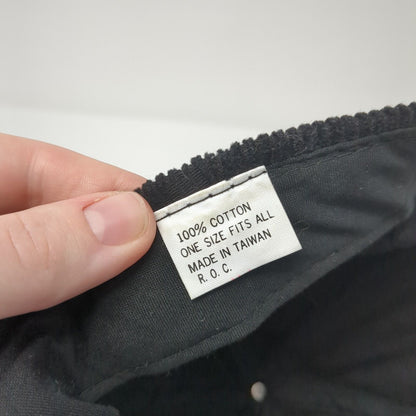 100% COTTON
ONE SIZE FITS ALL
MADE IN TAIWAN
R. O. C.